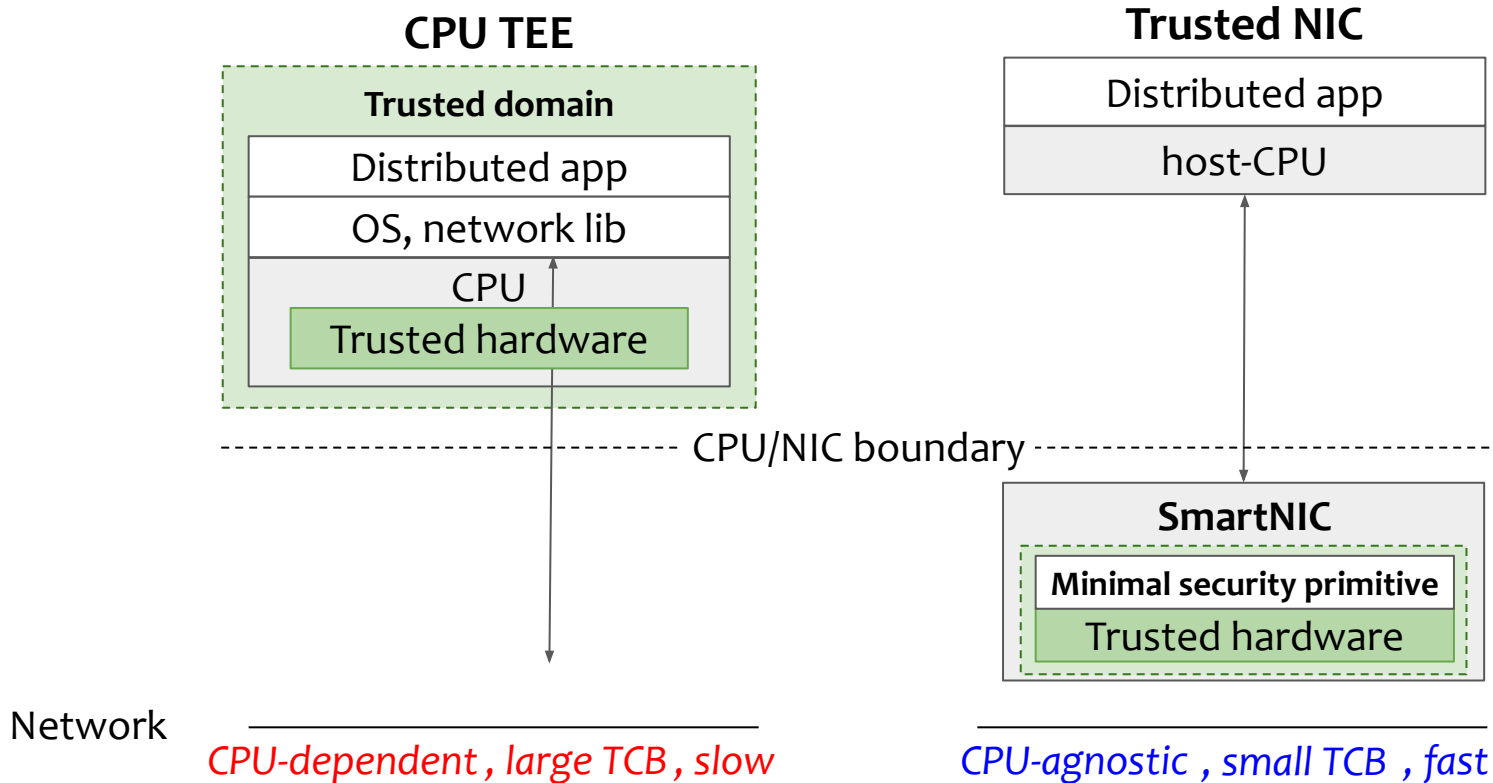 CPU TEE
Trusted domain
Distributed app
OS, network lib
CPU
Trusted hardware
Trusted NIC
Distributed app
host-CPU
CPU/NIC boundary
SmartNIC
Minimal security primitive
Trusted hardware
Network
CPU-dependent , large TCB , slow
CPU-agnostic , small TCB , fast